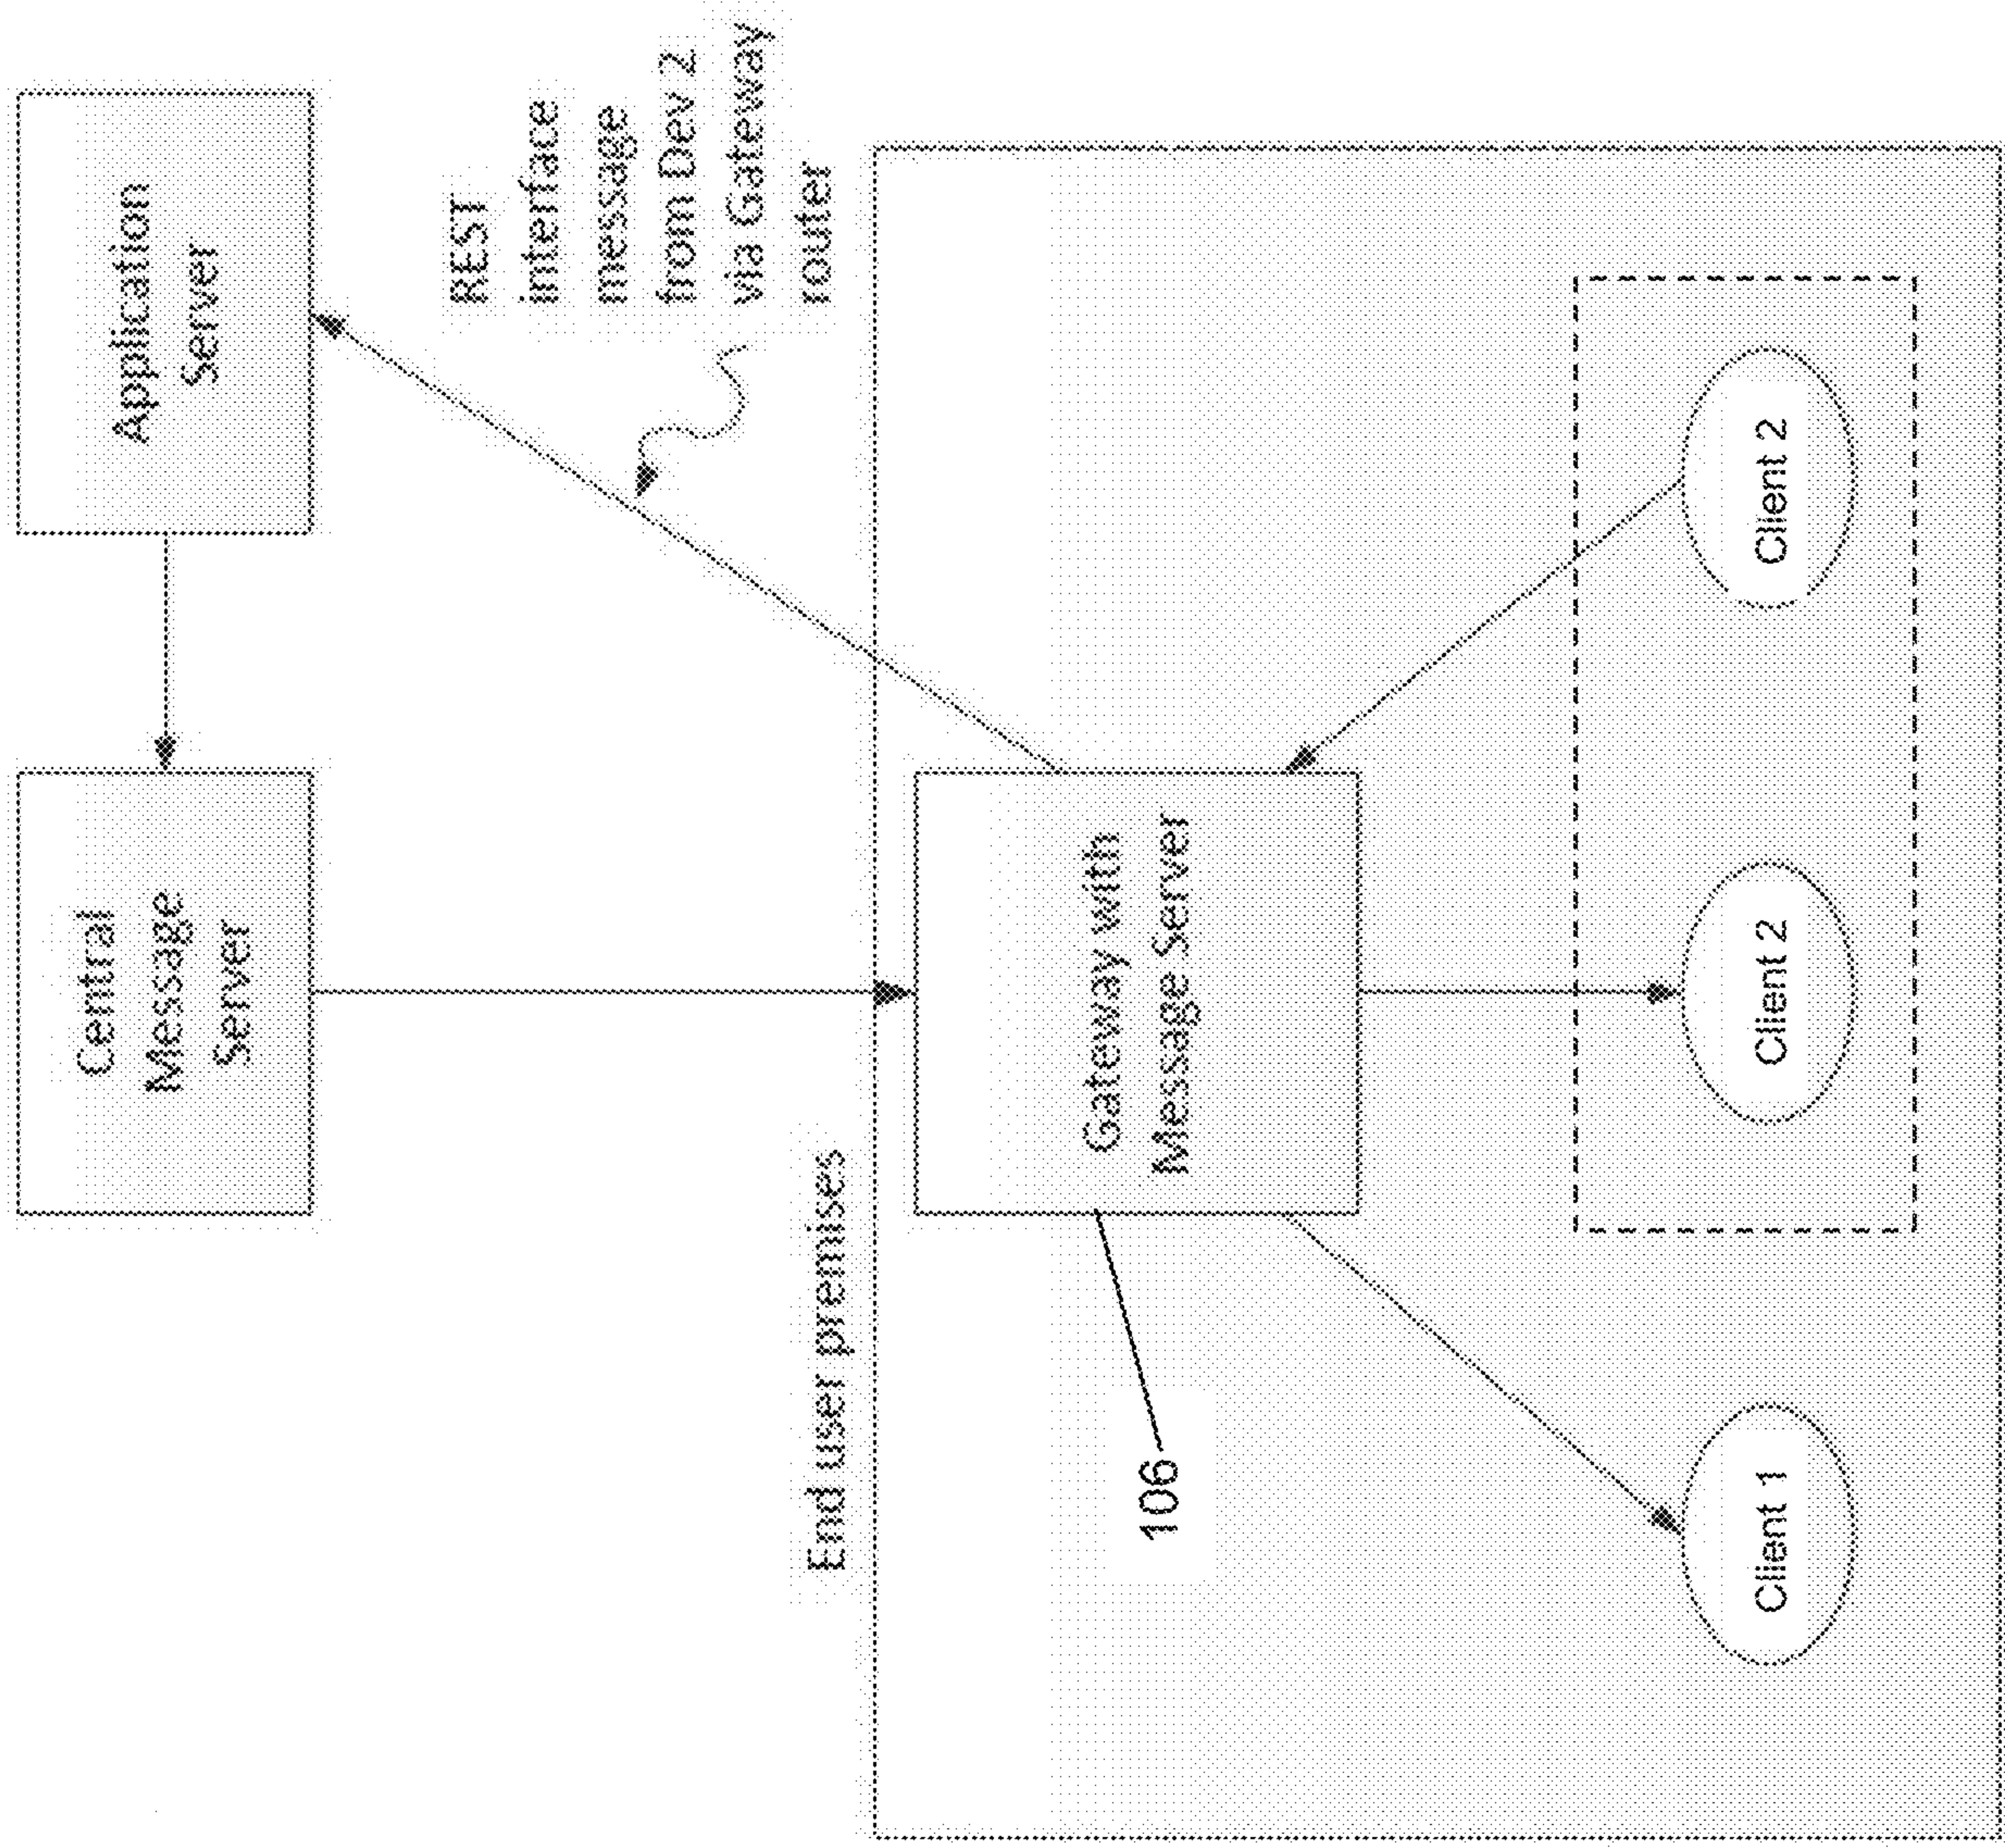 Central
Message
Server
Application
Server
REST
interface
message
from Dev 2
via Gateway
router
End user premises
106
Gateway with
Message Server
Client 1
Client 2
Client 2